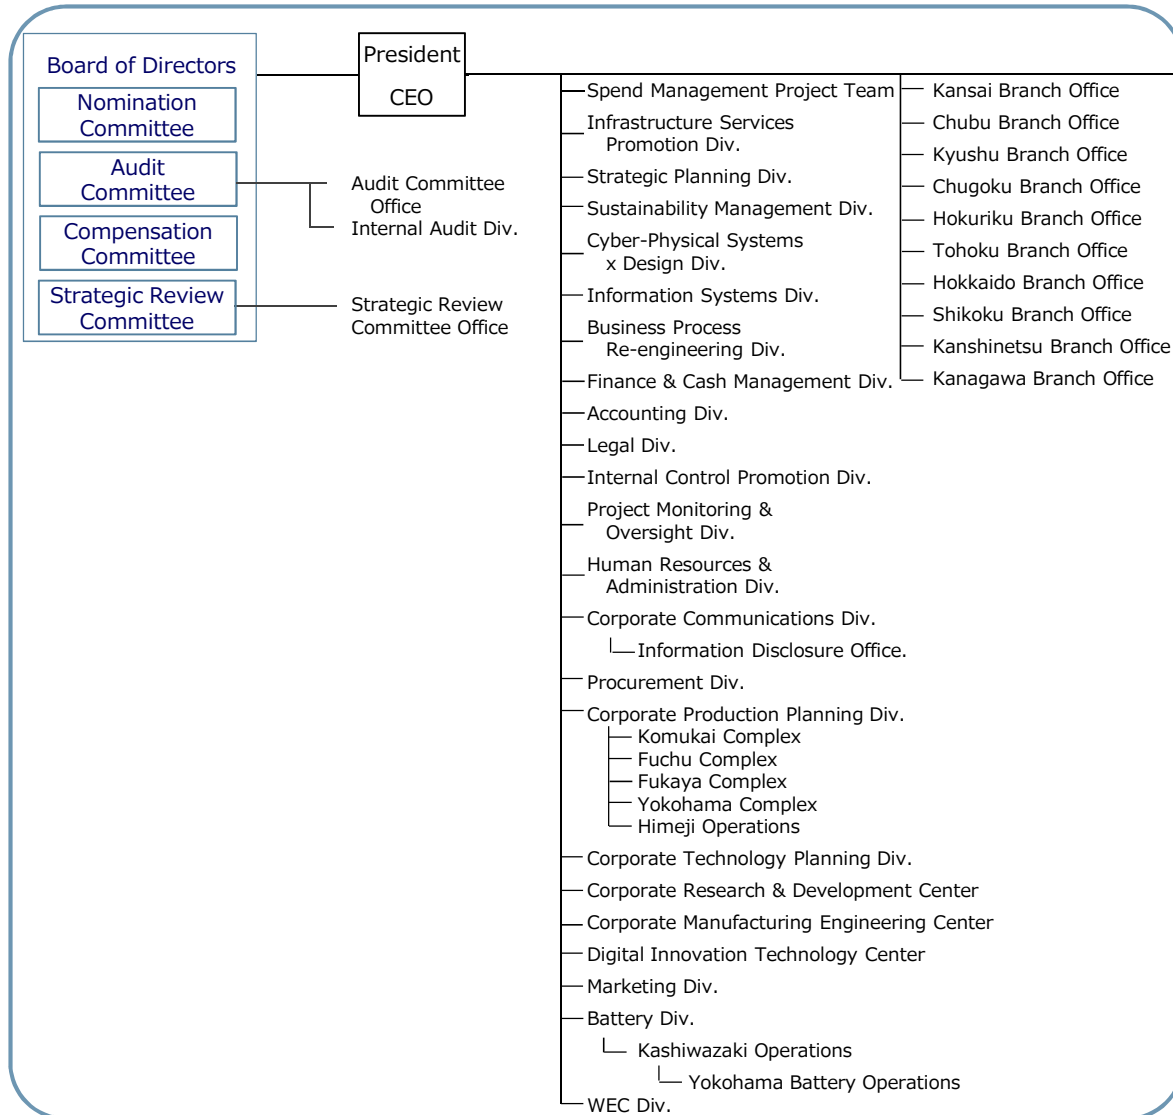 Board of Directors
Nomination
Committee
Audit
Committee
Compensation
Committee
Strategic Review
Committee
Audit Committee
Office
Internal Audit Div.
Strategic Review
Committee Office
President
CEO
Spend Management Project Team
Infrastructure Services
Promotion Div.
Strategic Planning Div.
Sustainability Management Div.
Cyber-Physical Systems
x Design Div.
Information Systems Div.
Business Process
Re-engineering Div.
Finance & Cash Management Div.
Accounting Div.
Legal Div.
Internal Control Promotion Div.
Project Monitoring &
Oversight Div.
Human Resources &
Administration Div.
Corporate Communications Div.
Information Disclosure Office.
Procurement Div.
Corporate Production Planning Div.
Komukai Complex
Fuchu Complex
Fukaya Complex
Yokohama Complex
Himeji Operations
Corporate Technology Planning Div.
Corporate Research & Development Center
Corporate Manufacturing Engineering Center
Digital Innovation Technology Center
Marketing Div.
Battery Div.
Kashiwazaki Operations
Yokohama Battery Operations
WEC Div.
Kansai Branch Office
Chubu Branch Office
Kyushu Branch Office
Chugoku Branch Office
Hokuriku Branch Office
Tohoku Branch Office
Hokkaido Branch Office
Shikoku Branch Office
Kanshinetsu Branch Office
Kanagawa Branch Office